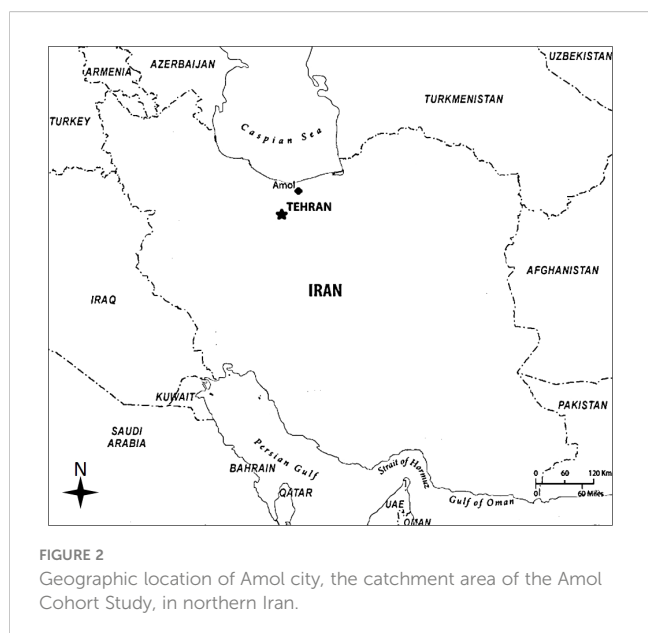 UZBEKISTAN
AZERBAIJAN
ARMENIA
TURKMENISTAN
TURKEY
Caspian Sea
Amol
TEHRAN
AFGHANISTAN
IRAN
IRAQ
KUWAIT
PAKISTAN
SAUDI
ARABIA
Persian Gulf
Strait of Hormuz
N
BAHRAIN
0 60 120 Km
QATAR
0 60 Miles
UAE
Gulf of Oman
OMAN
FIGURE 2
Geographic location of Amol city, the catchment area of the Amol
Cohort Study, in northern Iran.